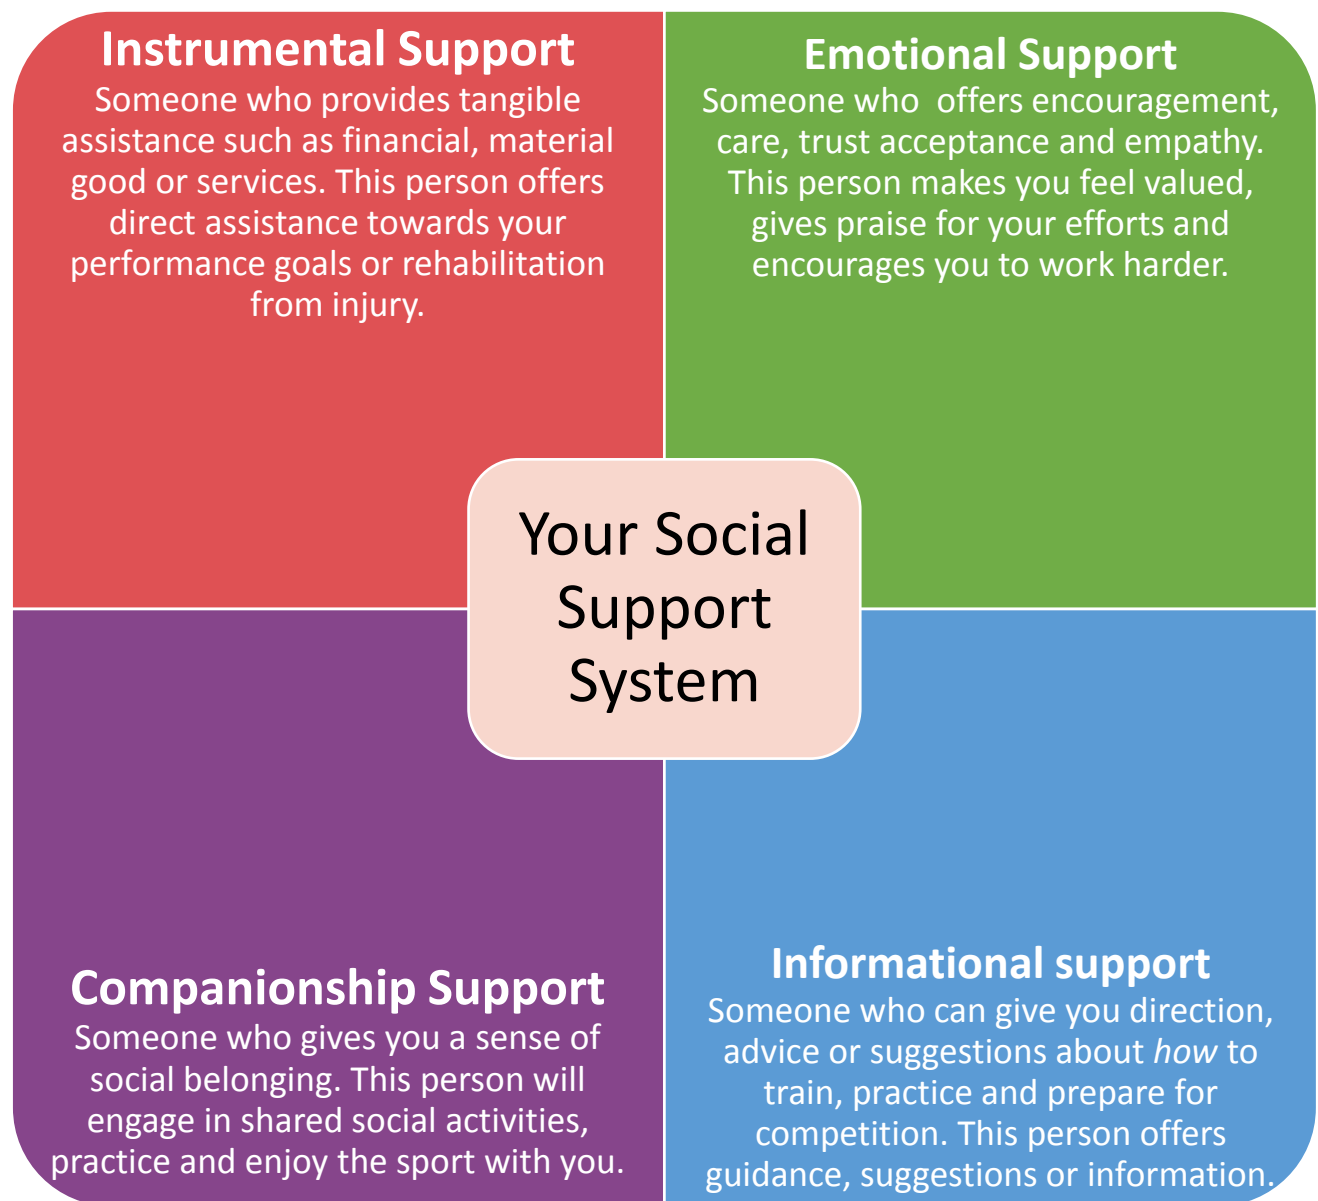 Instrumental Support
Someone who provides tangible
assistance such as financial, material
good or services. This person offers
direct assistance towards your
performance goals or rehabilitation
from injury.
Emotional Support
Someone who  offers encouragement,
care, trust acceptance and empathy.
This person makes you feel valued,
gives praise for your efforts and
encourages you to work harder.
Your Social
Support
System
Companionship Support
Someone who gives you a sense of
social belonging. This person will
engage in shared social activities,
practice and enjoy the sport with you.
Informational support
Someone who can give you direction,
advice or suggestions about how to
train, practice and prepare for
competition. This person offers
guidance, suggestions or information.